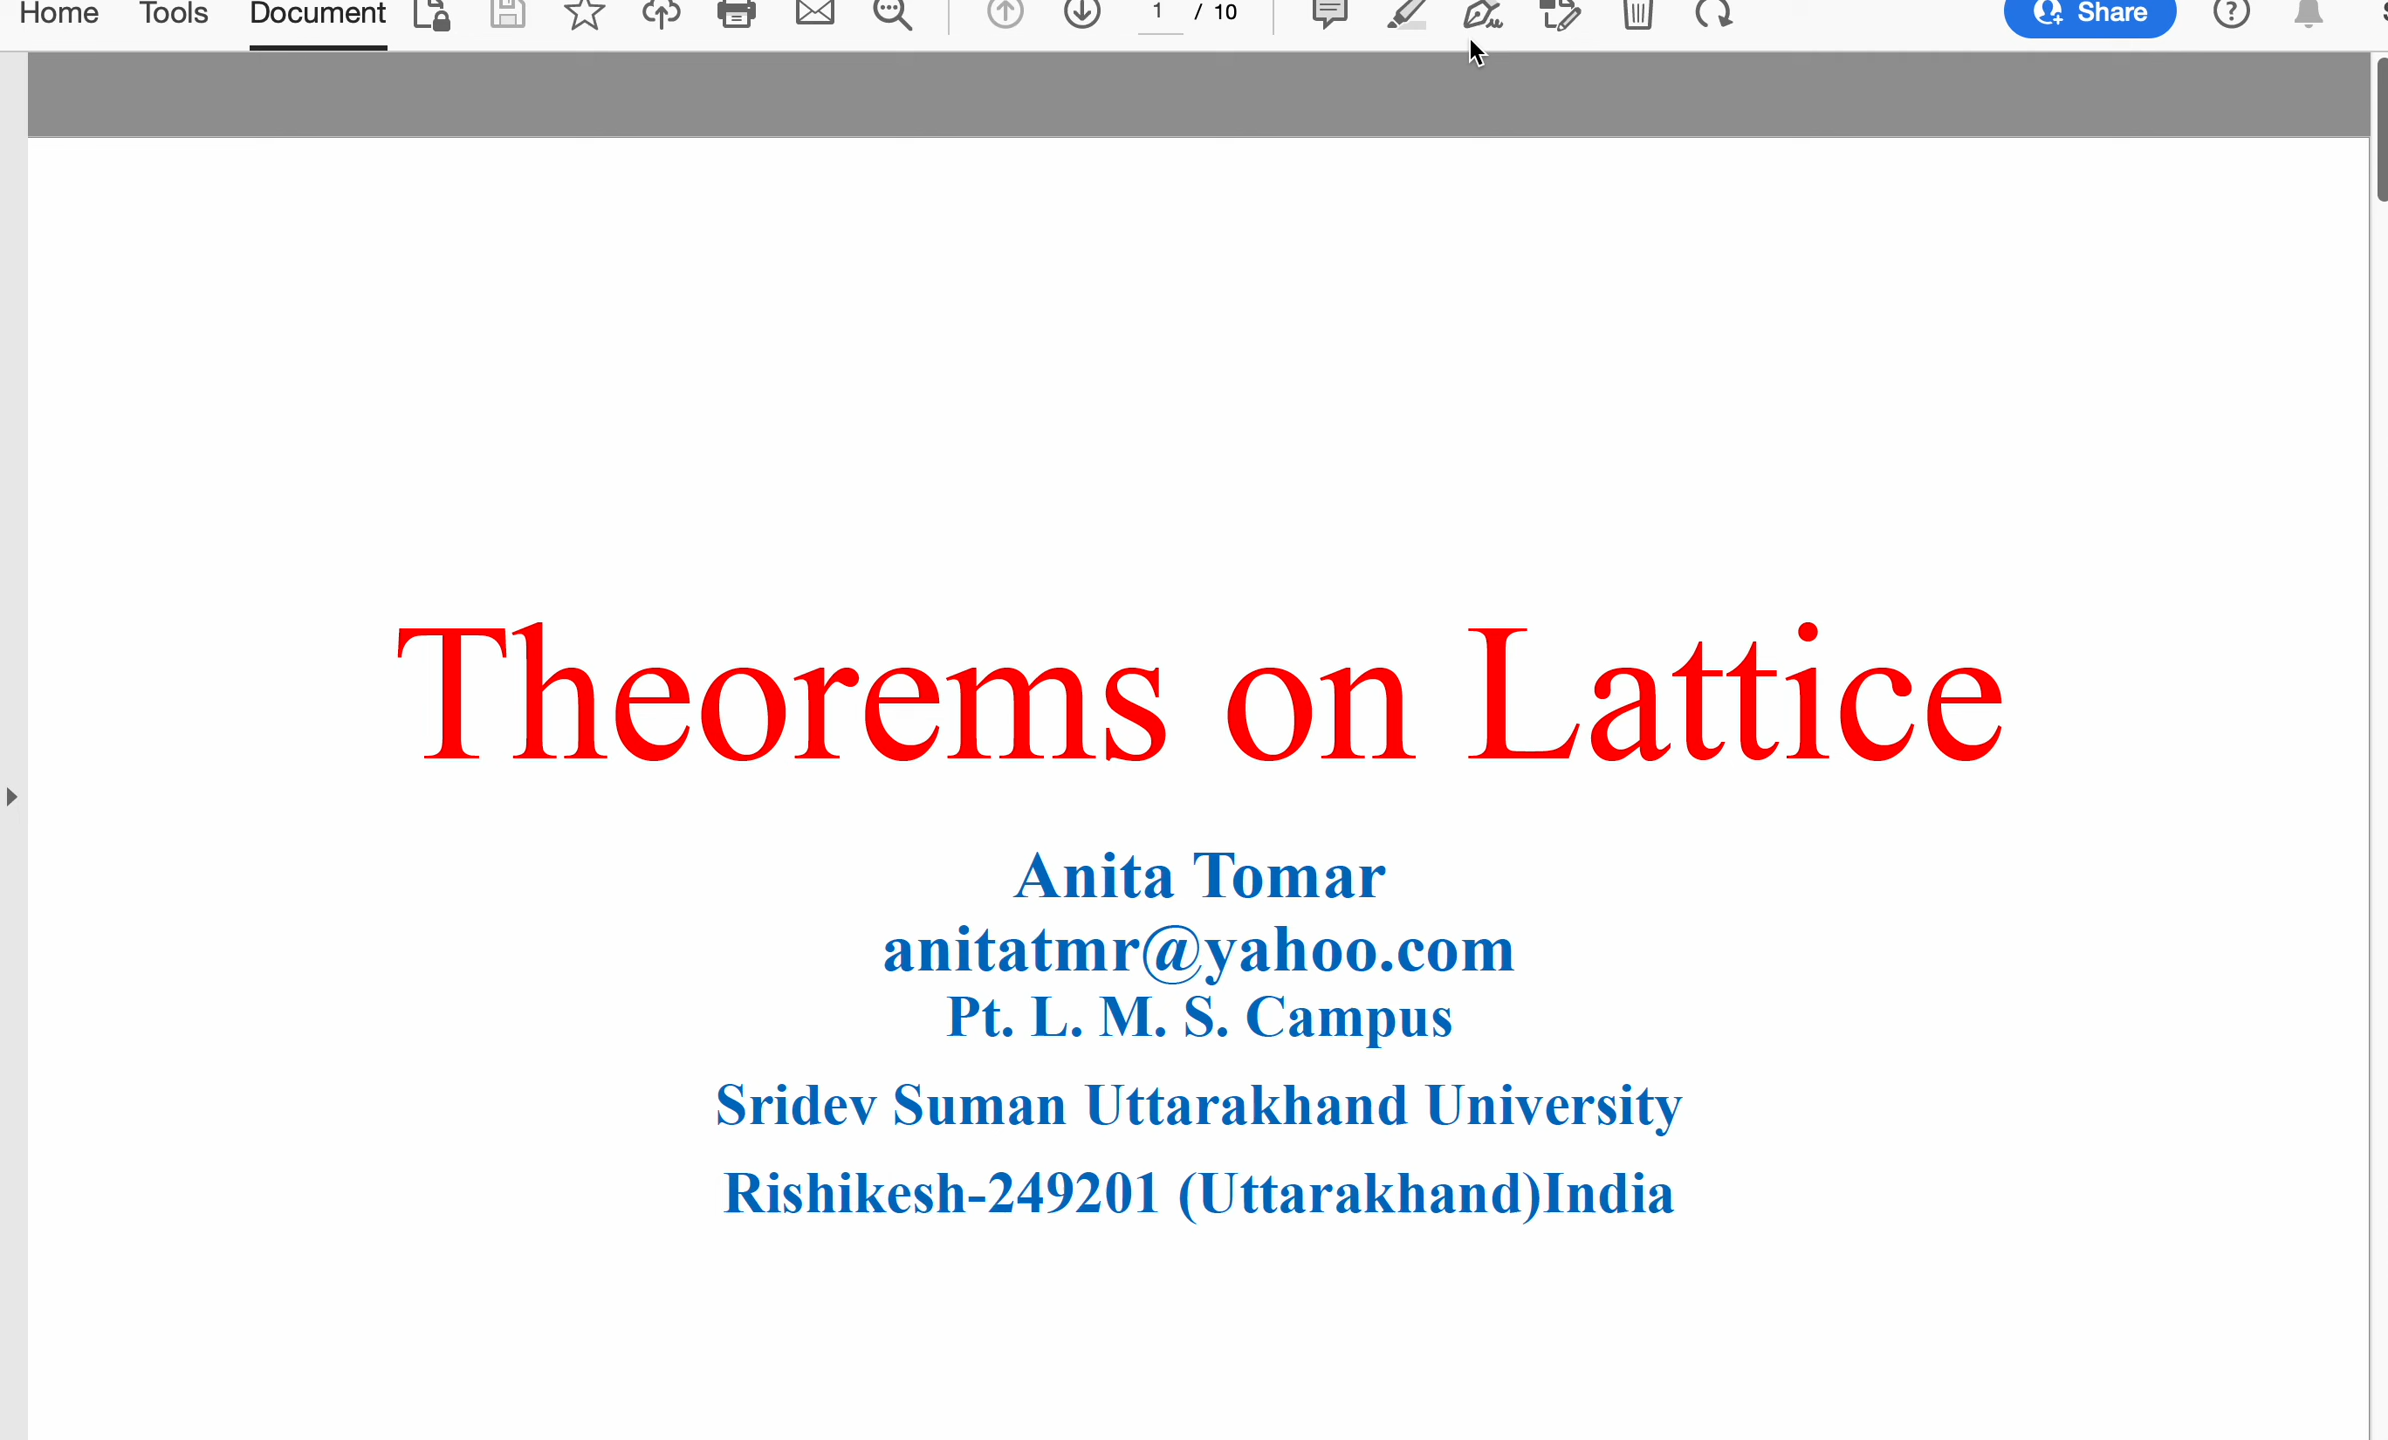 Home Tools Document 1 / 10 Share
Theorems on Lattice
Anita Tomar
anitatmr@yahoo.com
Pt. L. M. S. Campus
Sridev Suman Uttarakhand University
Rishikesh-249201 (Uttarakhand)India